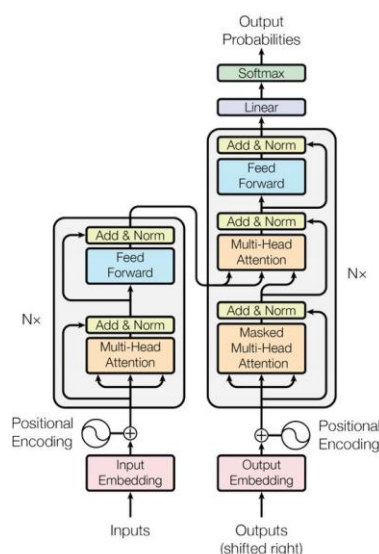 Output
Probabilities
Softmax
Linear
Add & Norm
Feed
Forward
Add & Norm
Multi-Head
Attention
Add & Norm
Masked
Multi-Head
Attention
Nx
Add & Norm
Feed
Forward
Add & Norm
Multi-Head
Attention
Nx
Positional
Encoding
Positional
Encoding
Input
Embedding
Output
Embedding
Inputs
Outputs
(shifted right)